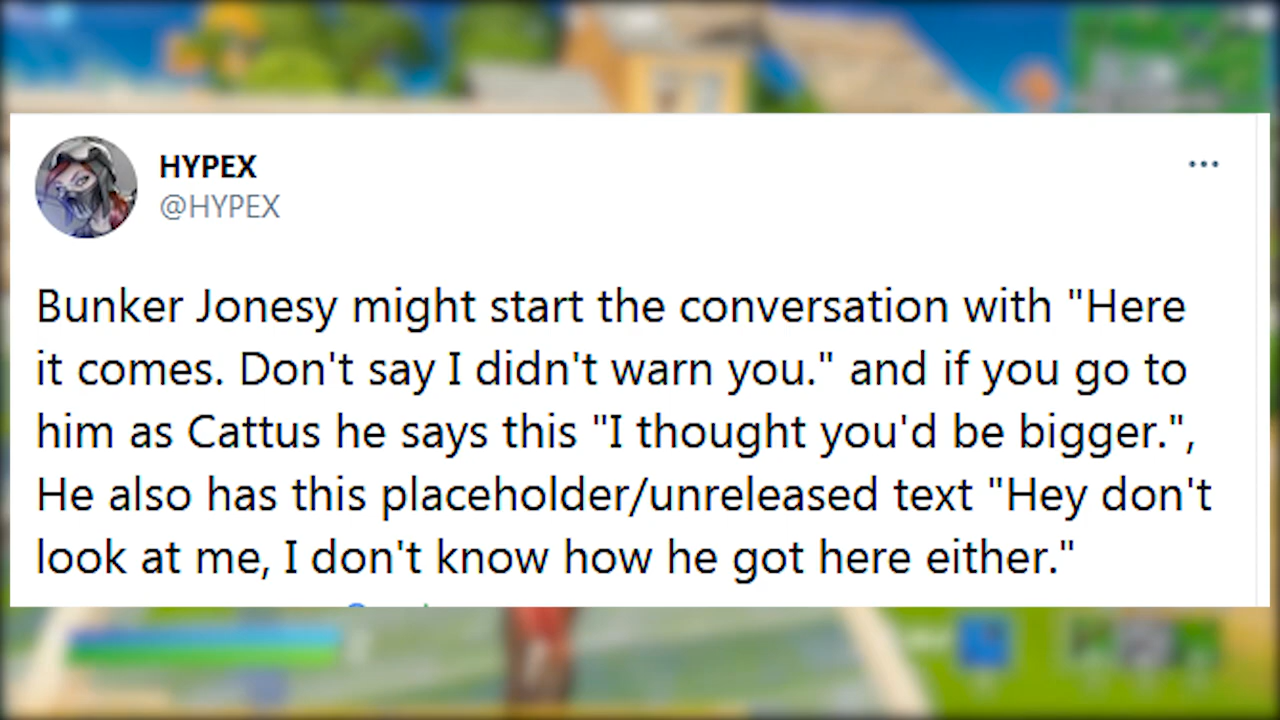 HYPEX
@HYPEX
Bunker Jonesy might start the conversation with "Here
it comes. Don't say I didn't warn you." and if you go to
him as Cattus he says this "I thought you'd be bigger.",
He also has this placeholder/unreleased text "Hey don't
look at me, I don't know how he got here either."